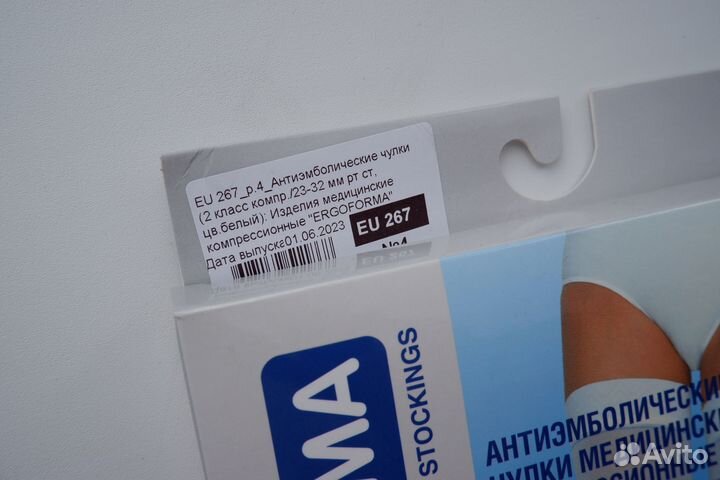 EU 267_р.4_Антиэмболические чулки
(2 класс компр./23-32 мм рт ст,
цв.белый): Изделия медицинские
компрессионные "ERGOFORMA"
Дата выпуска01.06.2023
EU 267
№4
MA
STOCKINGS
АНТИЭМБОЛИЧЕСКИ
ЧУЛКИ МЕДИЦИНСК
ССИОННЫЕ
Avito